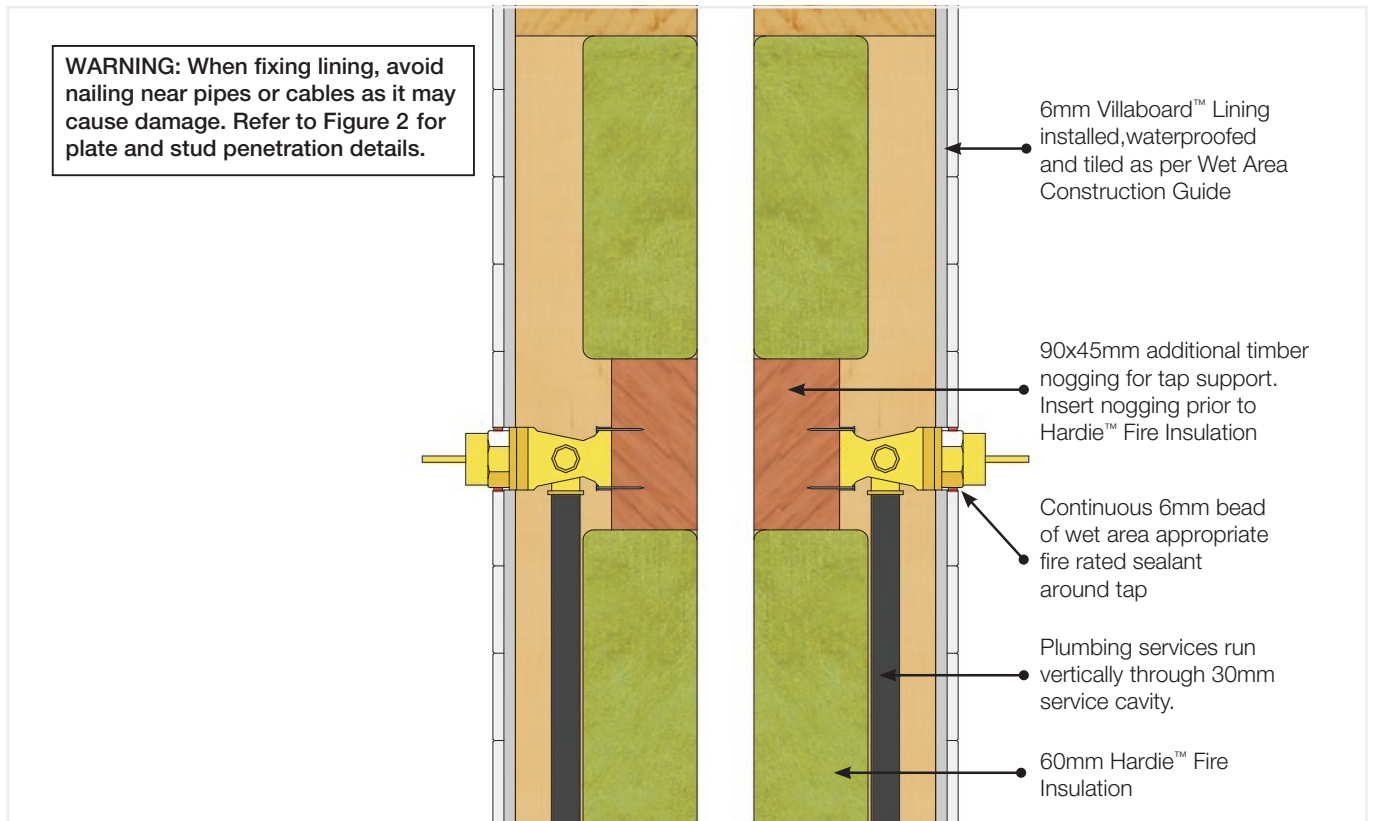 WARNING: When fixing lining, avoid
nailing near pipes or cables as it may
cause damage. Refer to Figure 2 for
plate and stud penetration details.
6mm Villaboard™ Lining
installed,waterproofed
and tiled as per Wet Area
Construction Guide
90x45mm additional timber
nogging for tap support.
Insert nogging prior to
Hardie™ Fire Insulation
Continuous 6mm bead
of wet area appropriate
fire rated sealant
around tap
Plumbing services run
vertically through 30mm
service cavity.
60mm Hardie™ Fire
Insulation